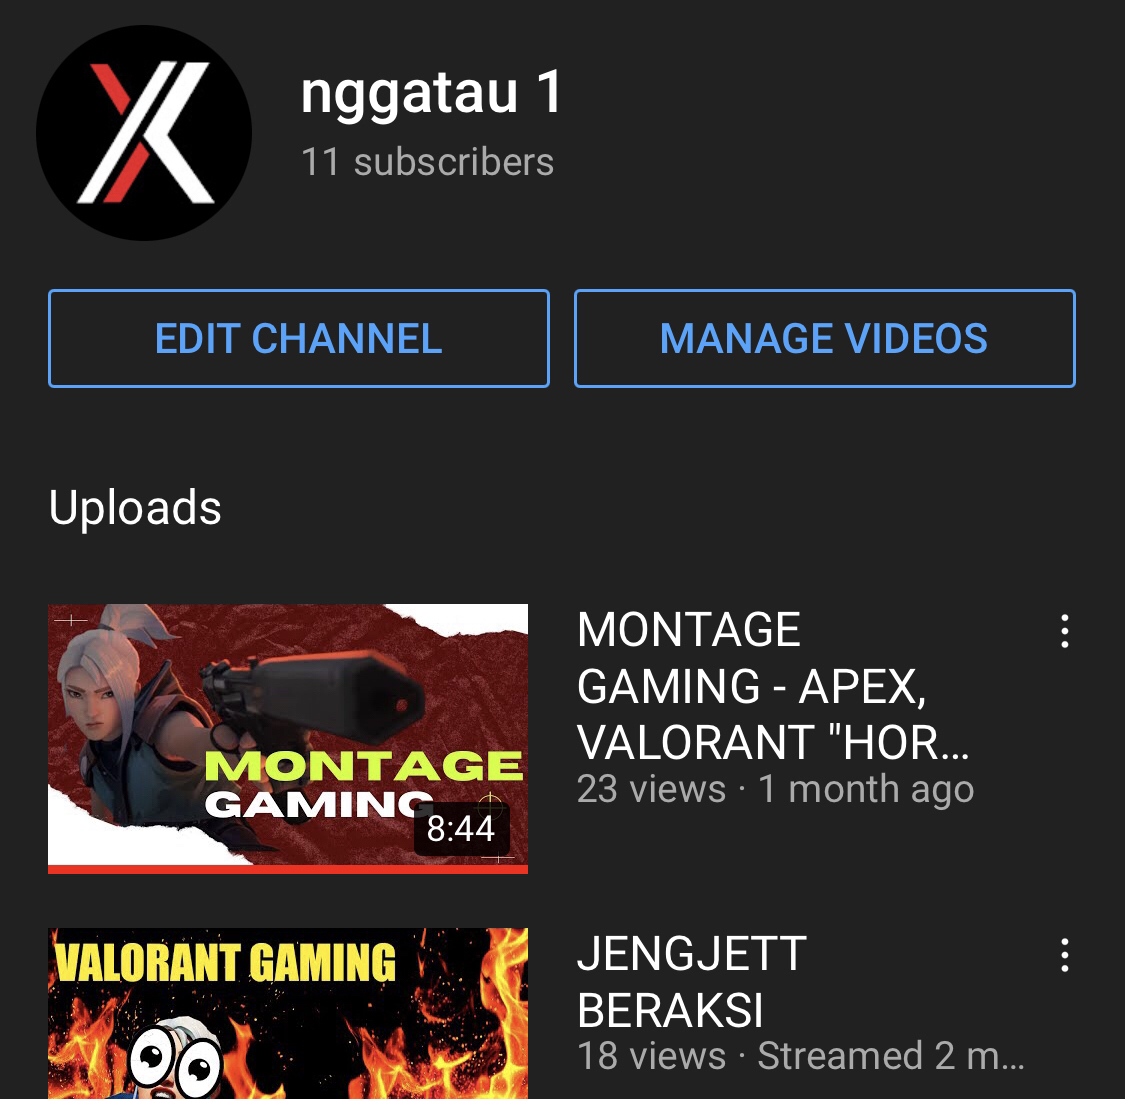 nggatau 1
11 subscribers
EDIT CHANNEL
MANAGE VIDEOS
Uploads
MONTAGE
GAMING
8:44
MONTAGE
GAMING - APEX,
VALORANT "HOR...
23 views · 1 month ago
VALORANT GAMING
JENGJETT
BERAKSI
18 views · Streamed 2 m...